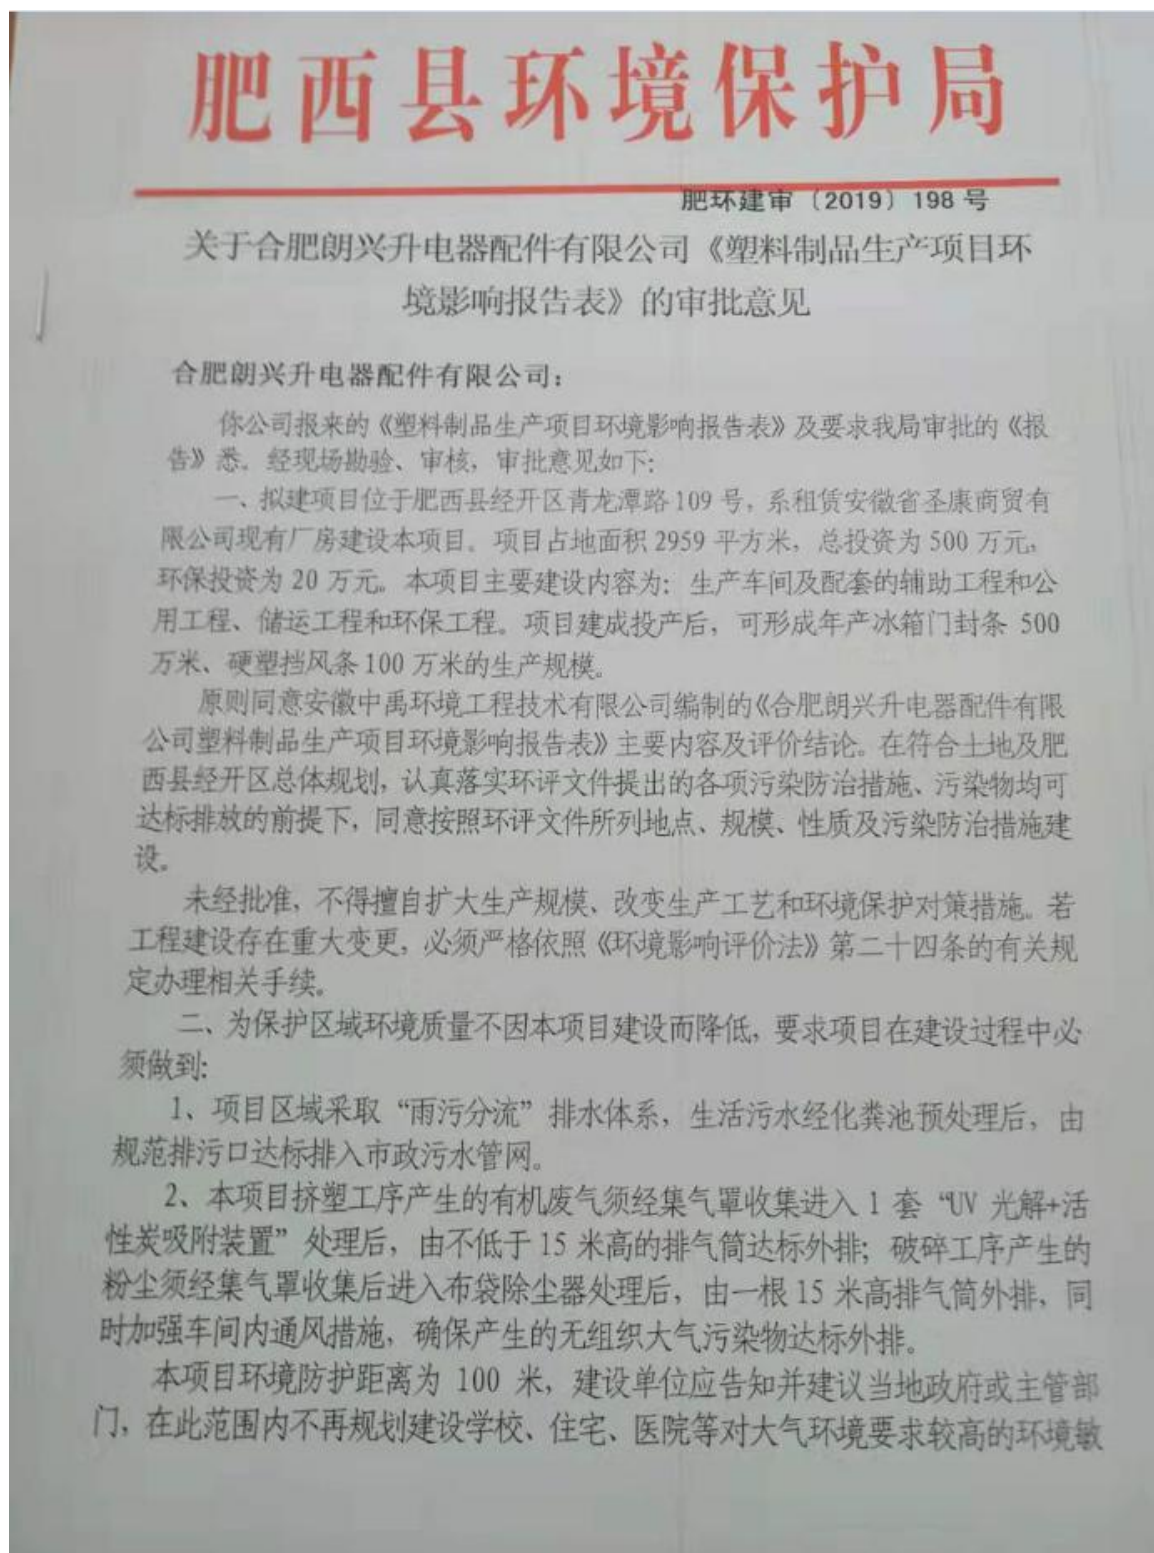 肥西县环境保护局
肥环建审〔2019〕198 号
关于合肥朗兴升电器配件有限公司《塑料制品生产项目环
境影响报告表》的审批意见
合肥朗兴升电器配件有限公司：
你公司报来的《塑料制品生产项目环境影响报告表》及要求我局审批的《报
告》悉。经现场勘验、审核，审批意见如下：
一、拟建项目位于肥西县经开区青龙潭路 109 号，系租赁安徽省圣康商贸有
限公司现有厂房建设本项目。项目占地面积 2959 平方米，总投资为 500 万元，
环保投资为 20 万元。本项目主要建设内容为：生产车间及配套的辅助工程和公
用工程、储运工程和环保工程。项目建成投产后，可形成年产冰箱门封条 500
万米、硬塑挡风条 100 万米的生产规模。
原则同意安徽中禹环境工程技术有限公司编制的《合肥朗兴升电器配件有限
公司塑料制品生产项目环境影响报告表》主要内容及评价结论。在符合土地及肥
西县经开区总体规划，认真落实环评文件提出的各项污染防治措施、污染物均可
达标排放的前提下，同意按照环评文件所列地点、规模、性质及污染防治措施建
设。
未经批准，不得擅自扩大生产规模、改变生产工艺和环境保护对策措施。若
工程建设存在重大变更，必须严格依照《环境影响评价法》第二十四条的有关规
定办理相关手续。
二、为保护区域环境质量不因本项目建设而降低，要求项目在建设过程中必
须做到：
1、项目区域采取“雨污分流”排水体系，生活污水经化粪池预处理后，由
规范排污口达标排入市政污水管网。
2、本项目挤塑工序产生的有机废气须经集气罩收集进入 1 套“UV 光解+活
性炭吸附装置”处理后，由不低于 15 米高的排气筒达标外排；破碎工序产生的
粉尘须经集气罩收集后进入布袋除尘器处理后，由一根 15 米高排气筒外排，同
时加强车间内通风措施，确保产生的无组织大气污染物达标外排。
本项目环境防护距离为 100 米，建设单位应告知并建议当地政府或主管部
门，在此范围内不再规划建设学校、住宅、医院等对大气环境要求较高的环境敏